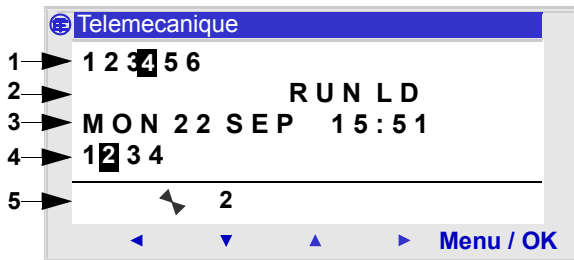 Telemecanique
1 1 2 3 4 5 6
2 RUN LD
3 MON 22 SEP 15:51
4 1 2 3 4
5 2
Menu / OK